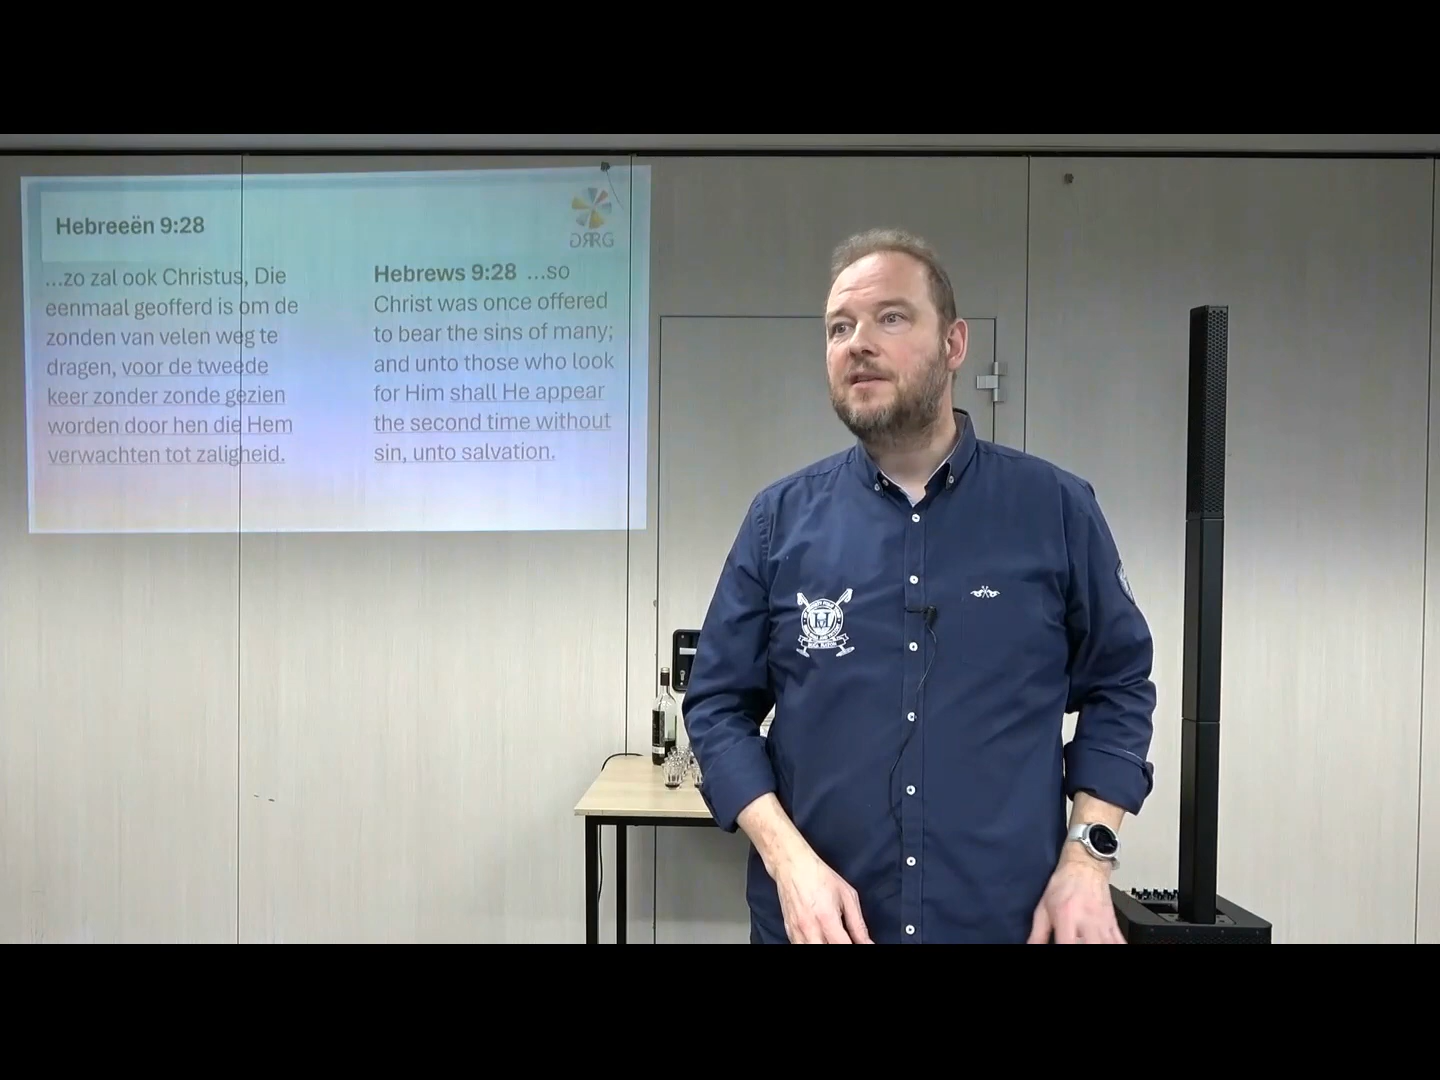 Hebreeën 9:28
...zo zal ook Christus, Die
eenmaal geofferd is om de
zonden van velen weg te
dragen, voor de tweede
keer zonder zonde gezien
worden door hen die Hem
verwachten tot zaligheid.
GRRG
Hebrews 9:28 ...so
Christ was once offered
to bear the sins of many;
and unto those who look
for Him shall He appear
the second time without
sin, unto salvation.